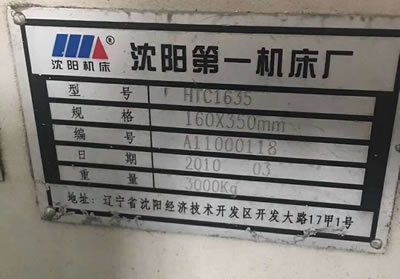 沈阳机床® 沈阳第一机床厂
型号 HTC1635
规格 160X350mm
编号 A11000118
日期 2010 03
重量 3000Kg
地址: 辽宁省沈阳经济技术开发区开发大路17甲1号